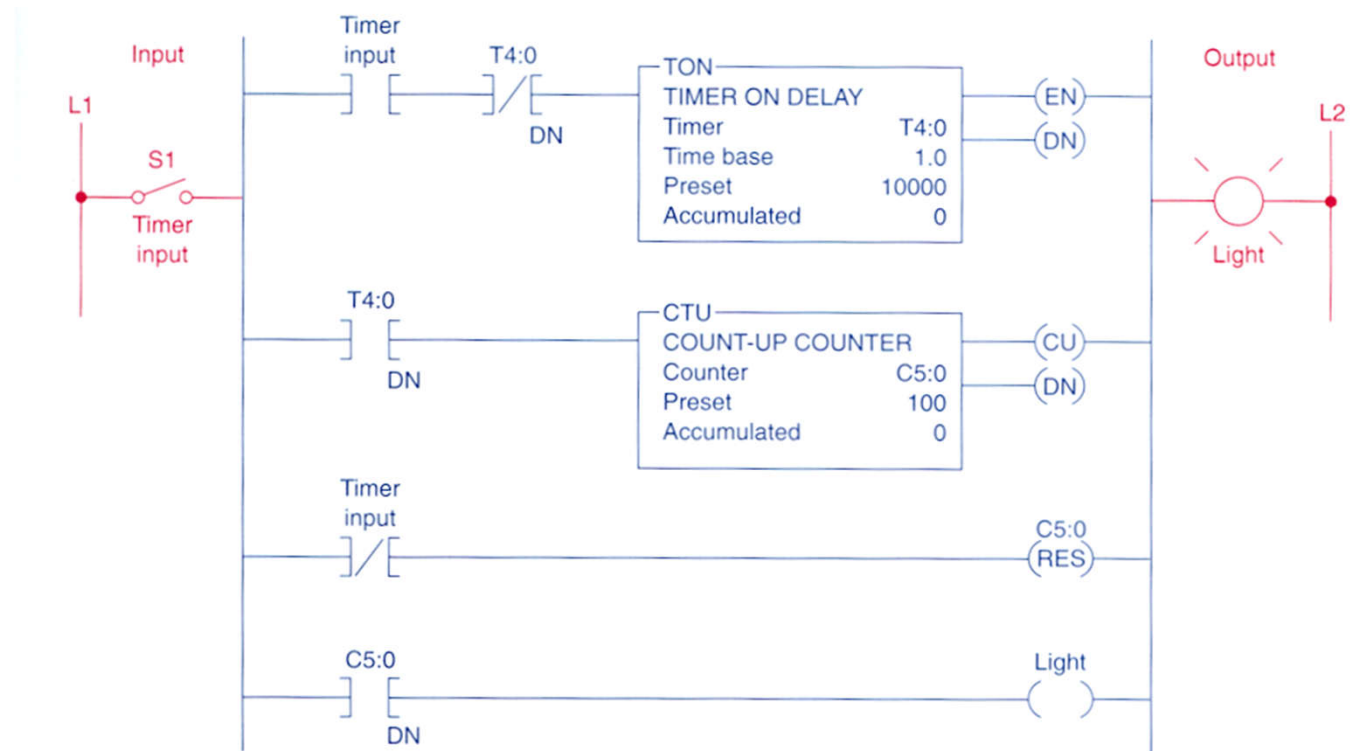 Input
L1
S1
Timer
input
Timer
input
T4:0
DN
TON
TIMER ON DELAY
Timer T4:0
Time base 1.0
Preset 10000
Accumulated 0
EN
DN
Output
L2
Light
T4:0
DN
CTU
COUNT-UP COUNTER
Counter C5:0
Preset 100
Accumulated 0
CU
DN
Timer
input
C5:0
RES
C5:0
DN
Light